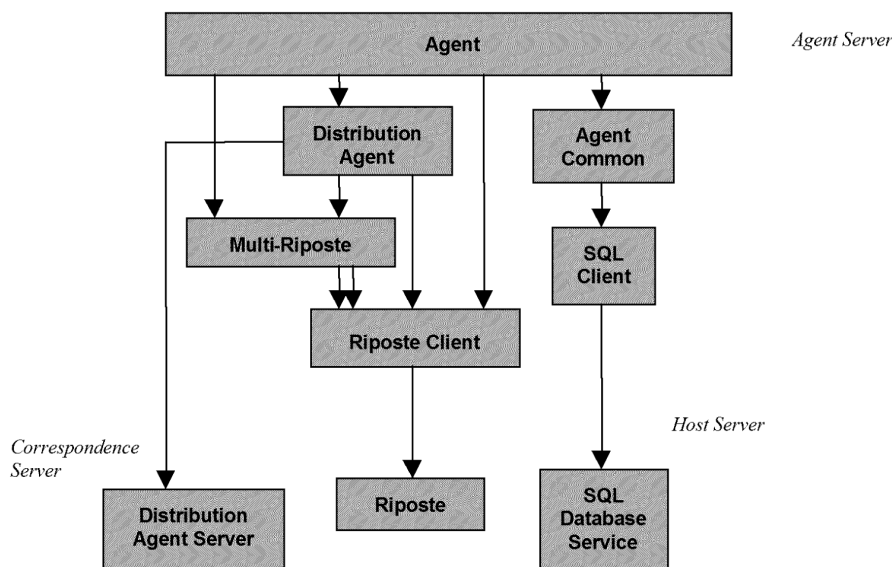 Agent
Agent Server
Distribution
Agent
Agent
Common
Multi-Riposte
SQL
Client
Riposte Client
Host Server
Correspondence
Server
Distribution
Agent Server
Riposte
SQL
Database
Service